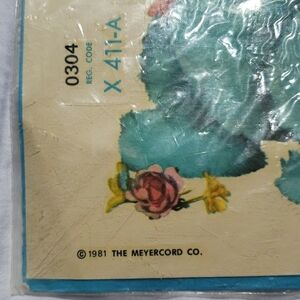 0304
REG. CODE
X 411-A
© 1981 THE MEYERCORD CO.